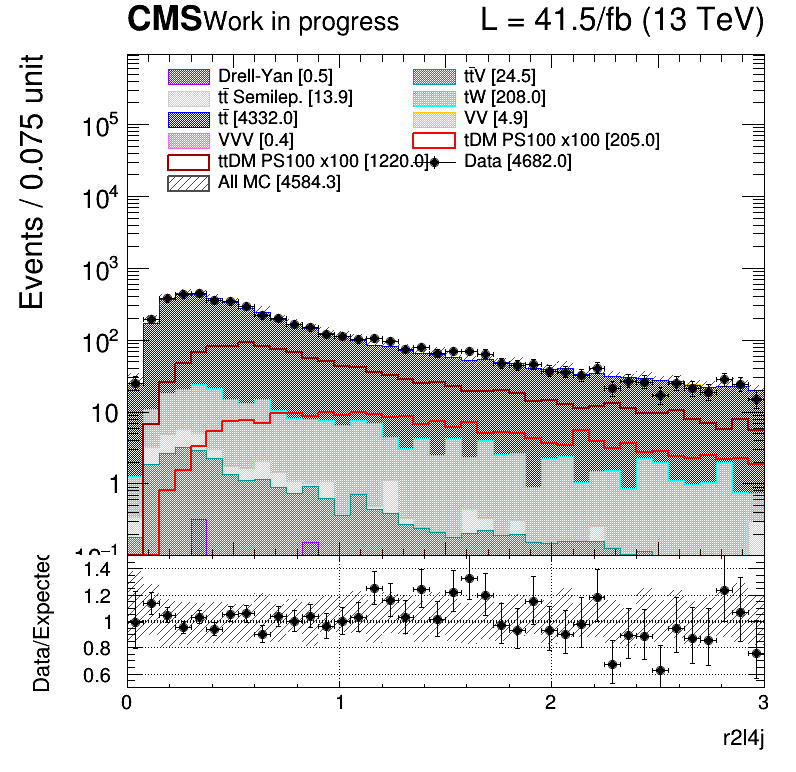 CMS Work in progress L = 41.5/fb (13 TeV)
Events / 0.075 unit
Drell-Yan [0.5] tt̄V [24.5]
tt̄ Semilep. [13.9] tW [208.0]
tt̄ [4332.0] VV [4.9]
VVV [0.4] tDM PS100 x100 [205.0]
ttDM PS100 x100 [1220.0] Data [4682.0]
All MC [4584.3]
10⁵
10⁴
10³
10²
10
1
10⁻¹
Data/Expected
1.4
1.2
1
0.8
0.6
0 1 2 3
r2l4j